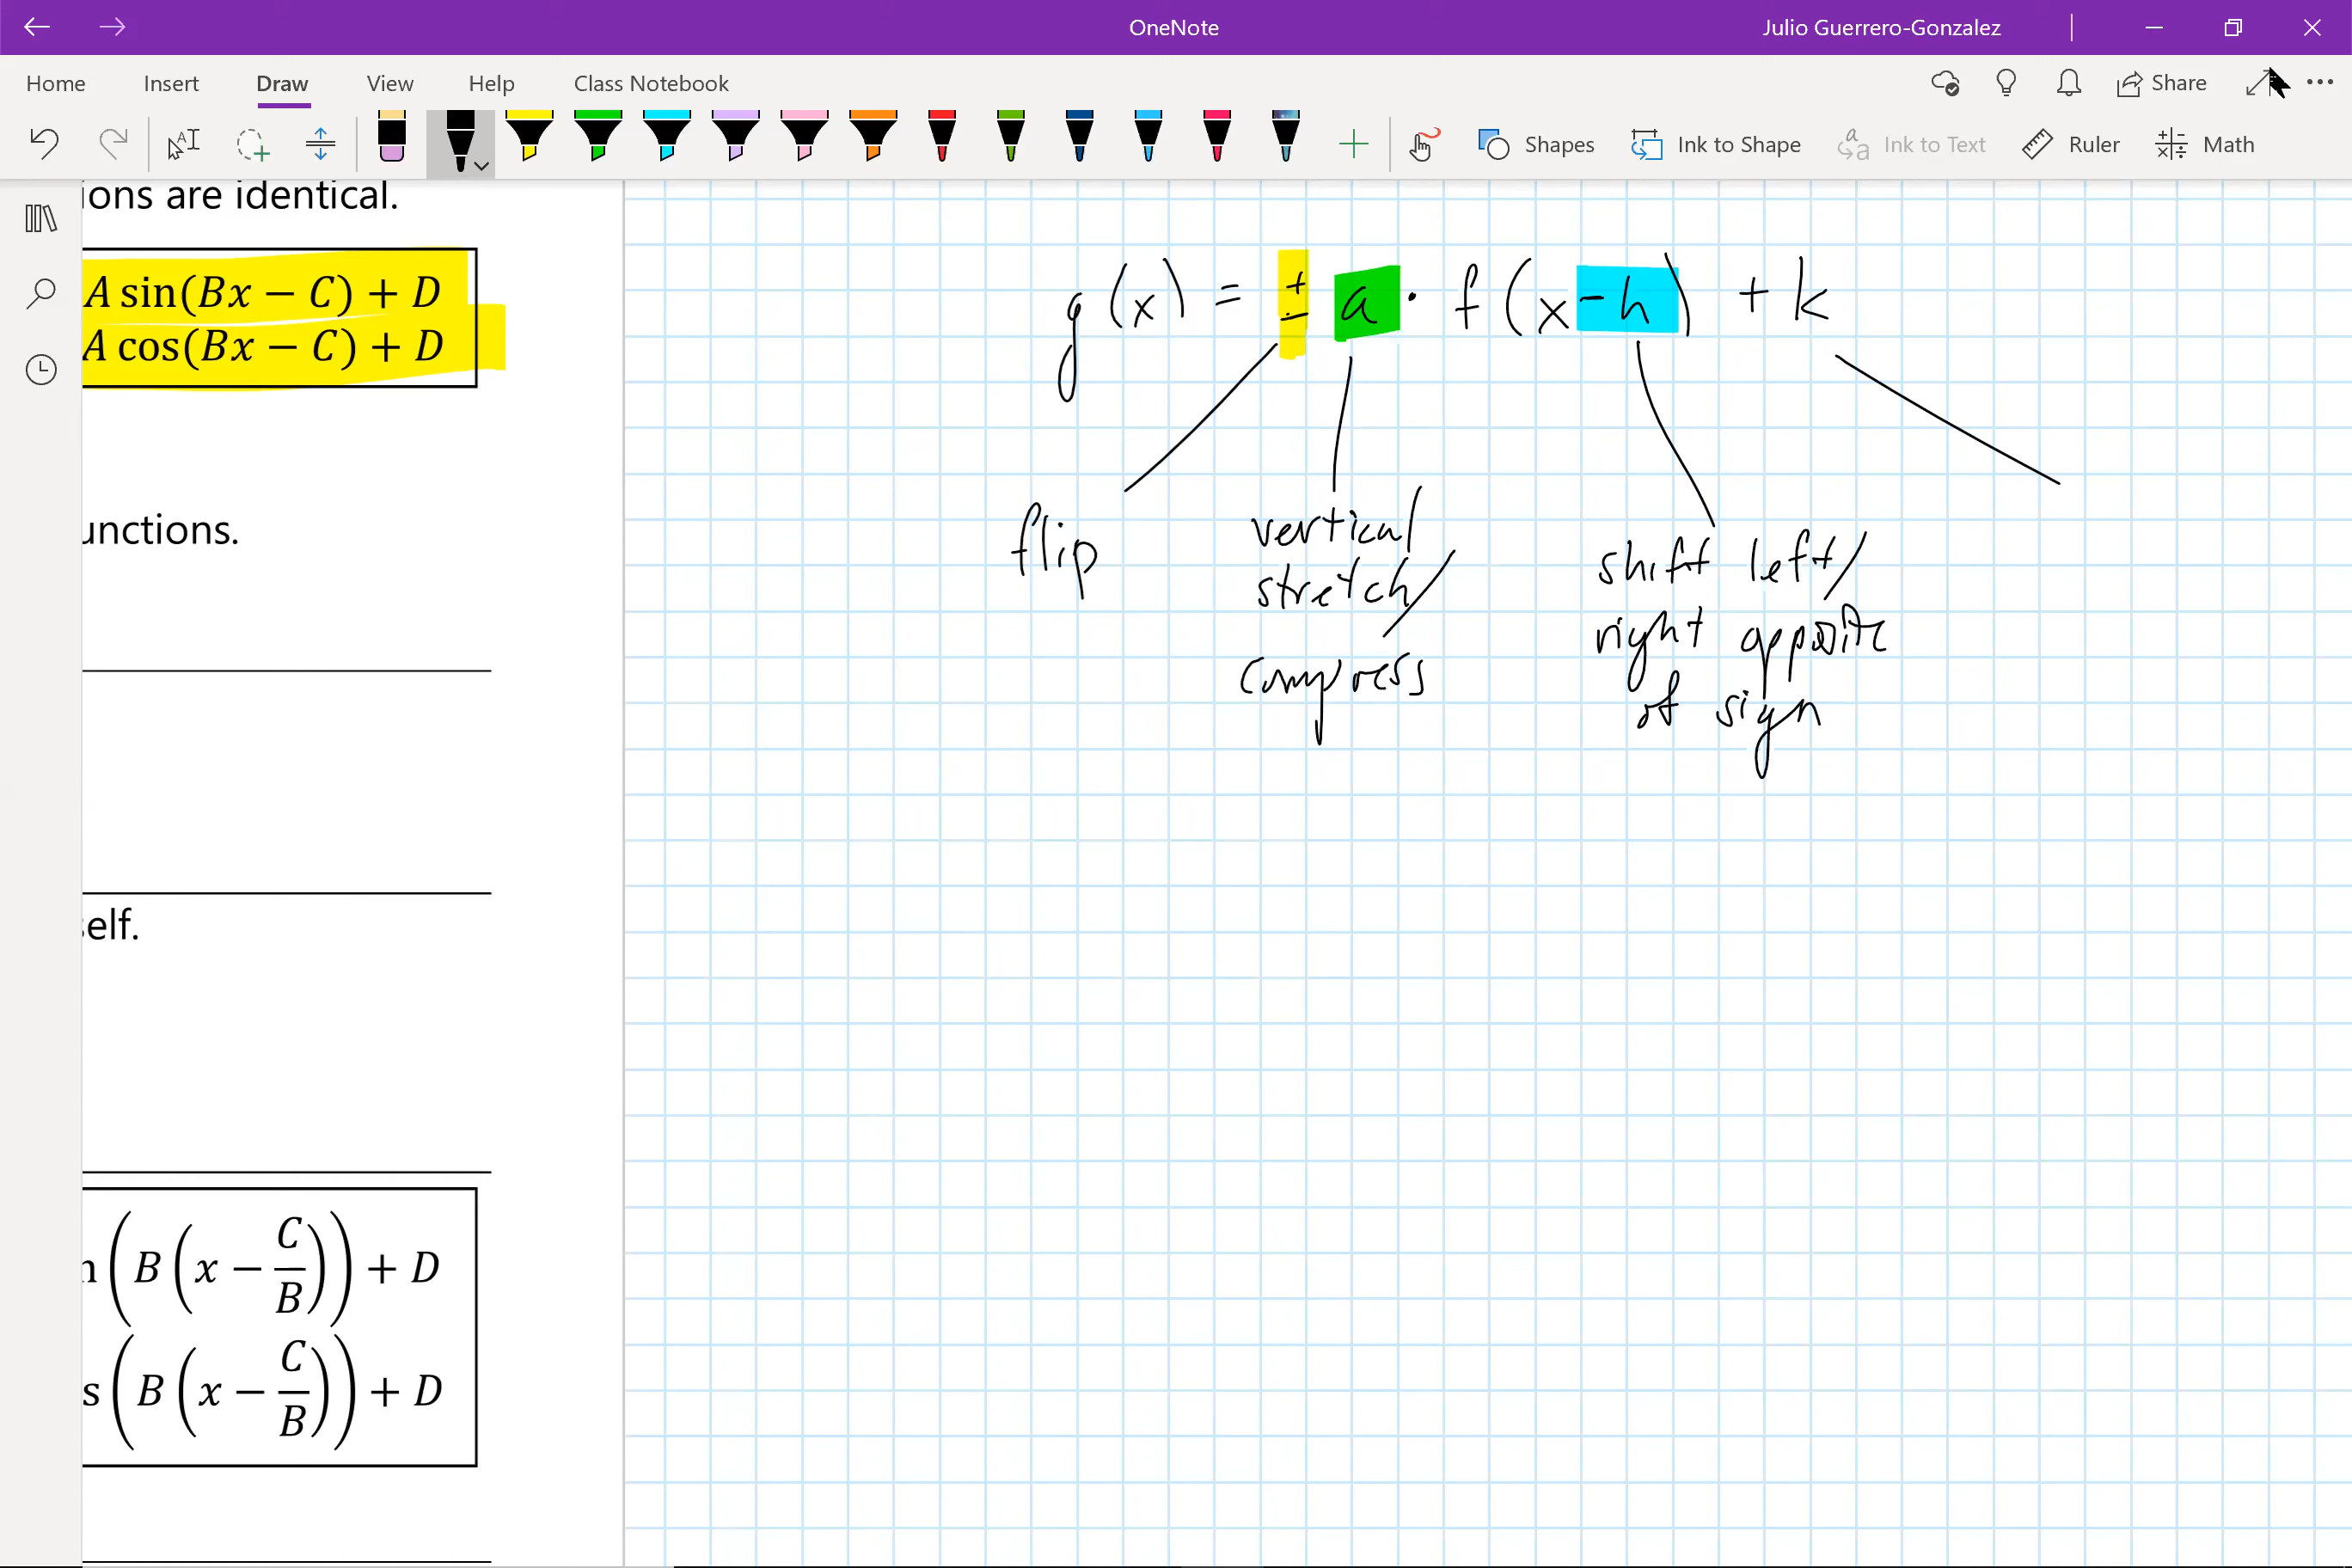 OneNote
Julio Guerrero-Gonzalez
Home Insert Draw View Help Class Notebook
Share
Shapes Ink to Shape Ink to Text Ruler Math
ions are identical.
A sin(Bx − C) + D
A cos(Bx − C) + D
unctions.
self.
n(B(x − C/B)) + D
s(B(x − C/B)) + D
g(x) = ± a · f(x - h) + k
flip
vertical
stretch/
compress
shift left/
right opposite
of sign